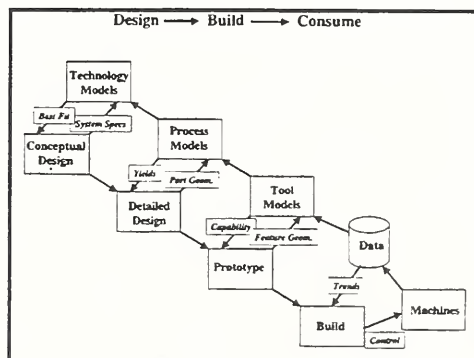 Design → Build → Consume
Technology
Models
Best Fit
System Specs
Conceptual
Design
Process
Models
Yields
Part Geom.
Detailed
Design
Tool
Models
Capability
Feature Geom.
Prototype
Data
Trends
Machines
Build
Control